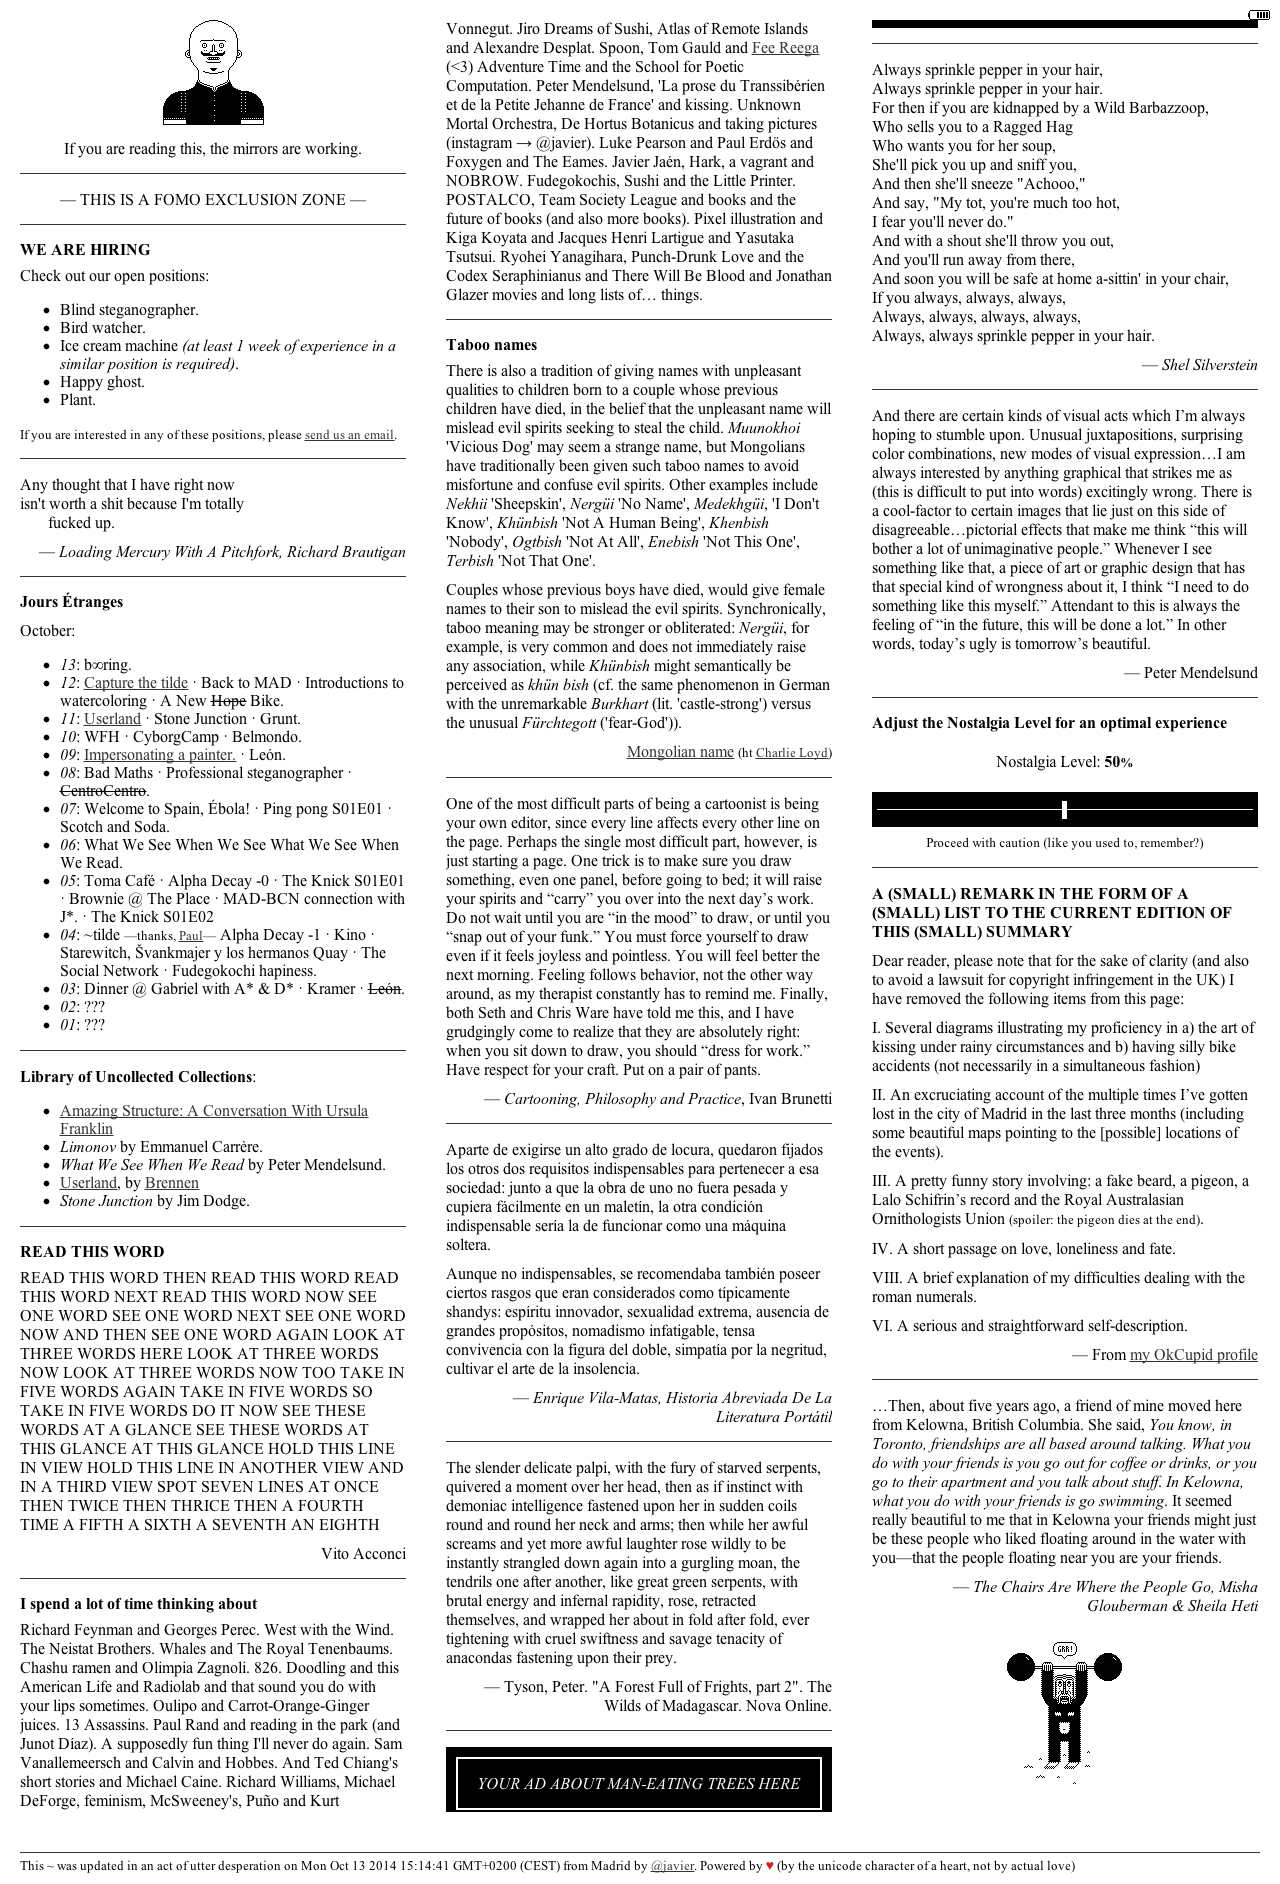 If you are reading this, the mirrors are working.
— THIS IS A FOMO EXCLUSION ZONE —
WE ARE HIRING
Check out our open positions:
Blind steganographer.
Bird watcher.
Ice cream machine (at least 1 week of experience in a
similar position is required).
Happy ghost.
Plant.
If you are interested in any of these positions, please send us an email.
Any thought that I have right now
isn't worth a shit because I'm totally
fucked up.
— Loading Mercury With A Pitchfork, Richard Brautigan
Jours Étranges
October:
13: b∞ring.
12: Capture the tilde · Back to MAD · Introductions to
watercoloring · A New Hope Bike.
11: Userland · Stone Junction · Grunt.
10: WFH · CyborgCamp · Belmondo.
09: Impersonating a painter. · León.
08: Bad Maths · Professional steganographer ·
CentroCentro.
07: Welcome to Spain, Ébola! · Ping pong S01E01 ·
Scotch and Soda.
06: What We See When We See What We See When
We Read.
05: Toma Café · Alpha Decay -0 · The Knick S01E01
· Brownie @ The Place · MAD-BCN connection with
J*. · The Knick S01E02
04: ~tilde —thanks, Paul— Alpha Decay -1 · Kino ·
Starewitch, Švankmajer y los hermanos Quay · The
Social Network · Fudegokochi hapiness.
03: Dinner @ Gabriel with A* & D* · Kramer · León.
02: ???
01: ???
Library of Uncollected Collections:
Amazing Structure: A Conversation With Ursula
Franklin
Limonov by Emmanuel Carrère.
What We See When We Read by Peter Mendelsund.
Userland, by Brennen
Stone Junction by Jim Dodge.
READ THIS WORD
READ THIS WORD THEN READ THIS WORD READ
THIS WORD NEXT READ THIS WORD NOW SEE
ONE WORD SEE ONE WORD NEXT SEE ONE WORD
NOW AND THEN SEE ONE WORD AGAIN LOOK AT
THREE WORDS HERE LOOK AT THREE WORDS
NOW LOOK AT THREE WORDS NOW TOO TAKE IN
FIVE WORDS AGAIN TAKE IN FIVE WORDS SO
TAKE IN FIVE WORDS DO IT NOW SEE THESE
WORDS AT A GLANCE SEE THESE WORDS AT
THIS GLANCE AT THIS GLANCE HOLD THIS LINE
IN VIEW HOLD THIS LINE IN ANOTHER VIEW AND
IN A THIRD VIEW SPOT SEVEN LINES AT ONCE
THEN TWICE THEN THRICE THEN A FOURTH
TIME A FIFTH A SIXTH A SEVENTH AN EIGHTH
Vito Acconci
I spend a lot of time thinking about
Richard Feynman and Georges Perec. West with the Wind.
The Neistat Brothers. Whales and The Royal Tenenbaums.
Chashu ramen and Olimpia Zagnoli. 826. Doodling and this
American Life and Radiolab and that sound you do with
your lips sometimes. Oulipo and Carrot-Orange-Ginger
juices. 13 Assassins. Paul Rand and reading in the park (and
Junot Díaz). A supposedly fun thing I'll never do again. Sam
Vanallemeersch and Calvin and Hobbes. And Ted Chiang's
short stories and Michael Caine. Richard Williams, Michael
DeForge, feminism, McSweeney's, Puño and Kurt
Vonnegut. Jiro Dreams of Sushi, Atlas of Remote Islands
and Alexandre Desplat. Spoon, Tom Gauld and Fee Reega
(<3) Adventure Time and the School for Poetic
Computation. Peter Mendelsund, 'La prose du Transsibérien
et de la Petite Jehanne de France' and kissing. Unknown
Mortal Orchestra, De Hortus Botanicus and taking pictures
(instagram → @javier). Luke Pearson and Paul Erdös and
Foxygen and The Eames. Javier Jaén, Hark, a vagrant and
NOBROW. Fudegokochis, Sushi and the Little Printer.
POSTALCO, Team Society League and books and the
future of books (and also more books). Pixel illustration and
Kiga Koyata and Jacques Henri Lartigue and Yasutaka
Tsutsui. Ryohei Yanagihara, Punch-Drunk Love and the
Codex Seraphinianus and There Will Be Blood and Jonathan
Glazer movies and long lists of… things.
Taboo names
There is also a tradition of giving names with unpleasant
qualities to children born to a couple whose previous
children have died, in the belief that the unpleasant name will
mislead evil spirits seeking to steal the child. Muunokhoi
'Vicious Dog' may seem a strange name, but Mongolians
have traditionally been given such taboo names to avoid
misfortune and confuse evil spirits. Other examples include
Nekhii 'Sheepskin', Nergüi 'No Name', Medekhgüi, 'I Don't
Know', Khünbish 'Not A Human Being', Khenbish
'Nobody', Ogtbish 'Not At All', Enebish 'Not This One',
Terbish 'Not That One'.
Couples whose previous boys have died, would give female
names to their son to mislead the evil spirits. Synchronically,
taboo meaning may be stronger or obliterated: Nergüi, for
example, is very common and does not immediately raise
any association, while Khünbish might semantically be
perceived as khün bish (cf. the same phenomenon in German
with the unremarkable Burkhart (lit. 'castle-strong') versus
the unusual Fürchtegott ('fear-God')).
Mongolian name (ht Charlie Loyd)
One of the most difficult parts of being a cartoonist is being
your own editor, since every line affects every other line on
the page. Perhaps the single most difficult part, however, is
just starting a page. One trick is to make sure you draw
something, even one panel, before going to bed; it will raise
your spirits and “carry” you over into the next day’s work.
Do not wait until you are “in the mood” to draw, or until you
“snap out of your funk.” You must force yourself to draw
even if it feels joyless and pointless. You will feel better the
next morning. Feeling follows behavior, not the other way
around, as my therapist constantly has to remind me. Finally,
both Seth and Chris Ware have told me this, and I have
grudgingly come to realize that they are absolutely right:
when you sit down to draw, you should “dress for work.”
Have respect for your craft. Put on a pair of pants.
— Cartooning, Philosophy and Practice, Ivan Brunetti
Aparte de exigirse un alto grado de locura, quedaron fijados
los otros dos requisitos indispensables para pertenecer a esa
sociedad: junto a que la obra de uno no fuera pesada y
cupiera fácilmente en un maletín, la otra condición
indispensable sería la de funcionar como una máquina
soltera.
Aunque no indispensables, se recomendaba también poseer
ciertos rasgos que eran considerados como típicamente
shandys: espíritu innovador, sexualidad extrema, ausencia de
grandes propósitos, nomadismo infatigable, tensa
convivencia con la figura del doble, simpatía por la negritud,
cultivar el arte de la insolencia.
— Enrique Vila-Matas, Historia Abreviada De La
Literatura Portátil
The slender delicate palpi, with the fury of starved serpents,
quivered a moment over her head, then as if instinct with
demoniac intelligence fastened upon her in sudden coils
round and round her neck and arms; then while her awful
screams and yet more awful laughter rose wildly to be
instantly strangled down again into a gurgling moan, the
tendrils one after another, like great green serpents, with
brutal energy and infernal rapidity, rose, retracted
themselves, and wrapped her about in fold after fold, ever
tightening with cruel swiftness and savage tenacity of
anacondas fastening upon their prey.
— Tyson, Peter. "A Forest Full of Frights, part 2". The
Wilds of Madagascar. Nova Online.
YOUR AD ABOUT MAN-EATING TREES HERE
Always sprinkle pepper in your hair,
Always sprinkle pepper in your hair.
For then if you are kidnapped by a Wild Barbazzoop,
Who sells you to a Ragged Hag
Who wants you for her soup,
She'll pick you up and sniff you,
And then she'll sneeze "Achooo,"
And say, "My tot, you're much too hot,
I fear you'll never do."
And with a shout she'll throw you out,
And you'll run away from there,
And soon you will be safe at home a-sittin' in your chair,
If you always, always, always,
Always, always, always, always,
Always, always sprinkle pepper in your hair.
— Shel Silverstein
And there are certain kinds of visual acts which I’m always
hoping to stumble upon. Unusual juxtapositions, surprising
color combinations, new modes of visual expression…I am
always interested by anything graphical that strikes me as
(this is difficult to put into words) excitingly wrong. There is
a cool-factor to certain images that lie just on this side of
disagreeable…pictorial effects that make me think “this will
bother a lot of unimaginative people.” Whenever I see
something like that, a piece of art or graphic design that has
that special kind of wrongness about it, I think “I need to do
something like this myself.” Attendant to this is always the
feeling of “in the future, this will be done a lot.” In other
words, today’s ugly is tomorrow’s beautiful.
— Peter Mendelsund
Adjust the Nostalgia Level for an optimal experience
Nostalgia Level: 50%
Proceed with caution (like you used to, remember?)
A (SMALL) REMARK IN THE FORM OF A
(SMALL) LIST TO THE CURRENT EDITION OF
THIS (SMALL) SUMMARY
Dear reader, please note that for the sake of clarity (and also
to avoid a lawsuit for copyright infringement in the UK) I
have removed the following items from this page:
I. Several diagrams illustrating my proficiency in a) the art of
kissing under rainy circumstances and b) having silly bike
accidents (not necessarily in a simultaneous fashion)
II. An excruciating account of the multiple times I’ve gotten
lost in the city of Madrid in the last three months (including
some beautiful maps pointing to the [possible] locations of
the events).
III. A pretty funny story involving: a fake beard, a pigeon, a
Lalo Schifrin’s record and the Royal Australasian
Ornithologists Union (spoiler: the pigeon dies at the end).
IV. A short passage on love, loneliness and fate.
VIII. A brief explanation of my difficulties dealing with the
roman numerals.
VI. A serious and straightforward self-description.
— From my OkCupid profile
…Then, about five years ago, a friend of mine moved here
from Kelowna, British Columbia. She said, You know, in
Toronto, friendships are all based around talking. What you
do with your friends is you go out for coffee or drinks, or you
go to their apartment and you talk about stuff. In Kelowna,
what you do with your friends is go swimming. It seemed
really beautiful to me that in Kelowna your friends might just
be these people who liked floating around in the water with
you—that the people floating near you are your friends.
— The Chairs Are Where the People Go, Misha
Glouberman & Sheila Heti
GRR!
This ~ was updated in an act of utter desperation on Mon Oct 13 2014 15:14:41 GMT+0200 (CEST) from Madrid by @javier. Powered by ♥ (by the unicode character of a heart, not by actual love)